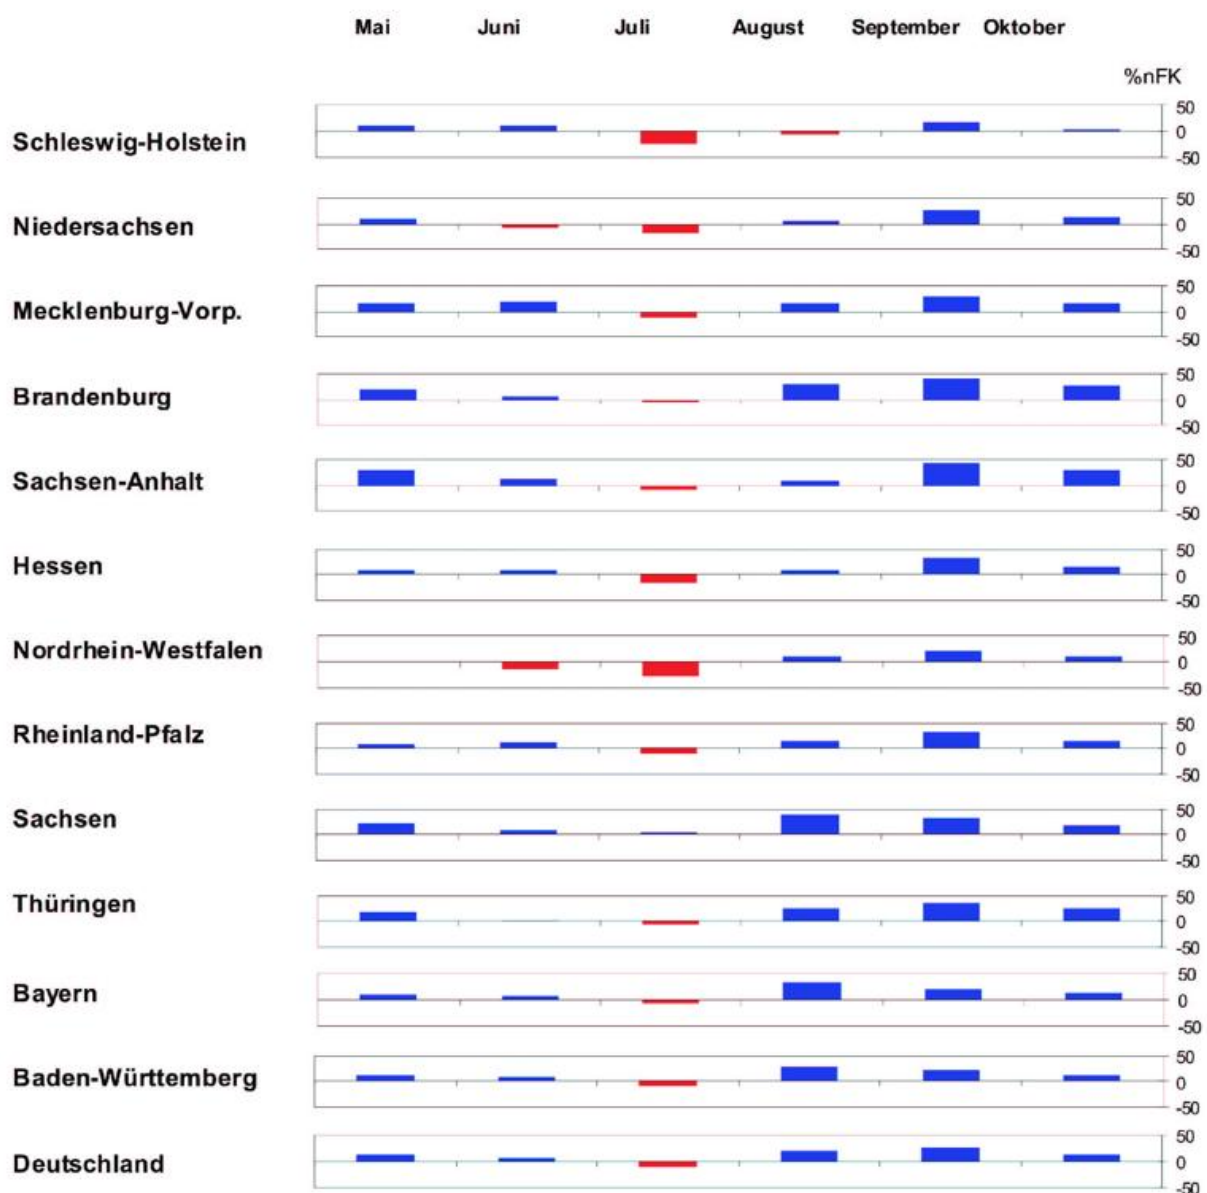 Mai Juni Juli August September Oktober
%nFK
50
Schleswig-Holstein 0
-50
50
Niedersachsen 0
-50
50
Mecklenburg-Vorp. 0
-50
50
Brandenburg 0
-50
50
Sachsen-Anhalt 0
-50
50
Hessen 0
-50
50
Nordrhein-Westfalen 0
-50
50
Rheinland-Pfalz 0
-50
50
Sachsen 0
-50
50
Thüringen 0
-50
50
Bayern 0
-50
50
Baden-Württemberg 0
-50
50
Deutschland 0
-50